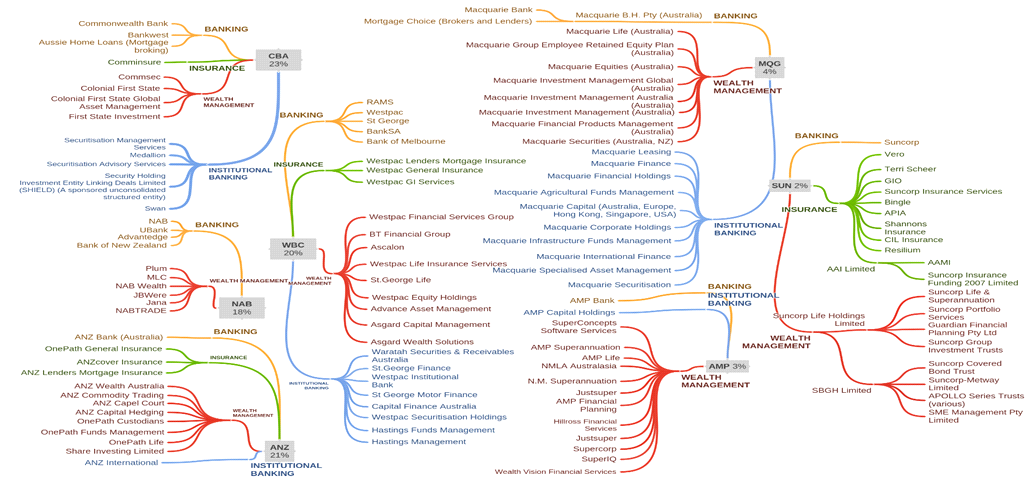 Commonwealth Bank
Bankwest
Aussie Home Loans (Mortgage
broking)
BANKING
Comminsure
INSURANCE
CBA
23%
Commsec
Colonial First State
Colonial First State Global
Asset Management
First State Investment
WEALTH
MANAGEMENT
Securitisation Management
Services
Medallion
Securitisation Advisory Services
Security Holding
Investment Entity Linking Deals Limited
(SHIELD) (A sponsored unconsolidated
structured entity)
Swan
INSTITUTIONAL
BANKING
NAB
UBank
Advantedge
Bank of New Zealand
BANKING
Plum
MLC
NAB Wealth
JBWere
Jana
NABTRADE
WEALTH MANAGEMENT
NAB
18%
ANZ Bank (Australia)
BANKING
OnePath General Insurance
ANZcover Insurance
ANZ Lenders Mortgage Insurance
INSURANCE
ANZ Wealth Australia
ANZ Commodity Trading
ANZ Capel Court
ANZ Capital Hedging
OnePath Custodians
OnePath Funds Management
OnePath Life
Share Investing Limited
WEALTH
MANAGEMENT
ANZ International
ANZ
21%
INSTITUTIONAL
BANKING
BANKING
RAMS
Westpac
St George
BankSA
Bank of Melbourne
INSURANCE
Westpac Lenders Mortgage Insurance
Westpac General Insurance
Westpac GI Services
WBC
20%
WEALTH
MANAGEMENT
Westpac Financial Services Group
BT Financial Group
Ascalon
Westpac Life Insurance Services
St.George Life
Westpac Equity Holdings
Advance Asset Management
Asgard Capital Management
Asgard Wealth Solutions
INSTITUTIONAL
BANKING
Waratah Securities & Receivables
Australia
St.George Finance
Westpac Institutional
Bank
St George Motor Finance
Capital Finance Australia
Westpac Securitisation Holdings
Hastings Funds Management
Hastings Management
Macquarie Bank
Mortgage Choice (Brokers and Lenders)
Macquarie B.H. Pty (Australia)
BANKING
Macquarie Life (Australia)
Macquarie Group Employee Retained Equity Plan
(Australia)
Macquarie Equities (Australia)
Macquarie Investment Management Global
(Australia)
Macquarie Investment Management Australia
(Australia)
Macquarie Investment Management (Australia)
Macquarie Financial Products Management
(Australia)
Macquarie Securities (Australia, NZ)
MQG
4%
WEALTH
MANAGEMENT
Macquarie Leasing
Macquarie Finance
Macquarie Financial Holdings
Macquarie Agricultural Funds Management
Macquarie Capital (Australia, Europe,
Hong Kong, Singapore, USA)
Macquarie Corporate Holdings
Macquarie Infrastructure Funds Management
Macquarie International Finance
Macquarie Specialised Asset Management
Macquarie Securitisation
INSTITUTIONAL
BANKING
AMP Bank
BANKING
AMP Capital Holdings
INSTITUTIONAL
BANKING
SuperConcepts
Software Services
AMP Superannuation
AMP Life
NMLA Australasia
N.M. Superannuation
Justsuper
AMP Financial
Planning
Hillross Financial
Services
Justsuper
Supercorp
SuperIQ
Wealth Vision Financial Services
AMP 3%
WEALTH
MANAGEMENT
BANKING
Suncorp
SUN 2%
INSURANCE
Vero
Terri Scheer
GIO
Suncorp Insurance Services
Bingle
APIA
Shannons
Insurance
CIL Insurance
Resilium
AAI Limited
AAMI
Suncorp Insurance
Funding 2007 Limited
WEALTH
MANAGEMENT
Suncorp Life Holdings
Limited
Suncorp Life &
Superannuation
Suncorp Portfolio
Services
Guardian Financial
Planning Pty Ltd
Suncorp Group
Investment Trusts
SBGH Limited
Suncorp Covered
Bond Trust
Suncorp-Metway
Limited
APOLLO Series Trusts
(various)
SME Management Pty
Limited